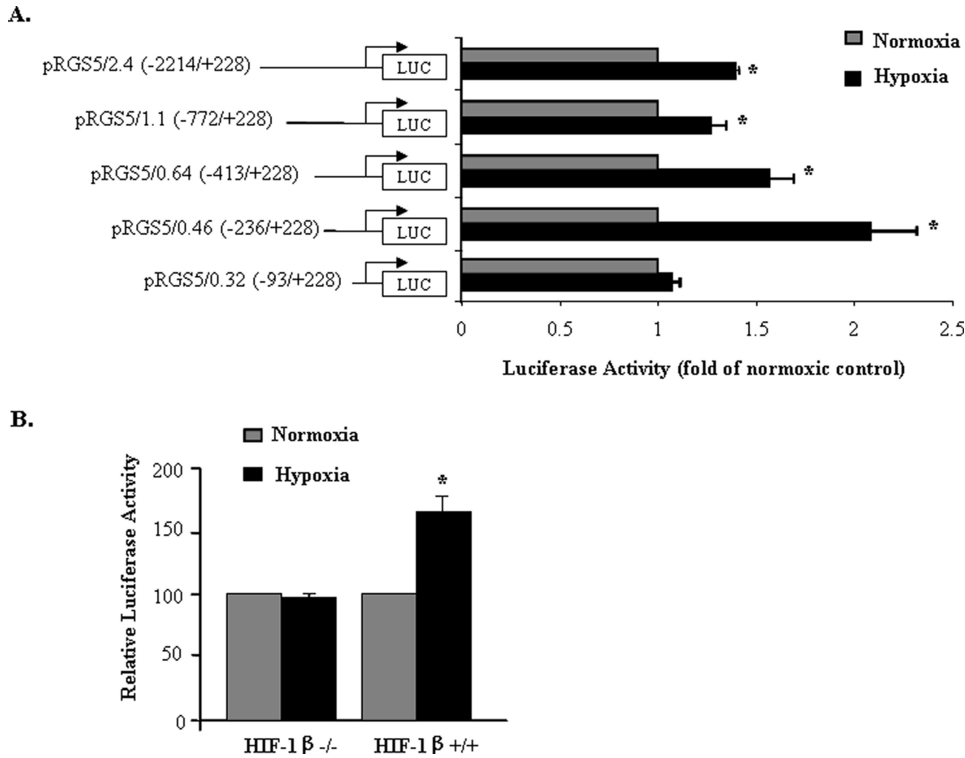 A.
Normoxia
Hypoxia
pRGS5/2.4 (-2214/+228)
LUC
*
pRGS5/1.1 (-772/+228)
LUC
*
pRGS5/0.64 (-413/+228)
LUC
*
pRGS5/0.46 (-236/+228)
LUC
*
pRGS5/0.32 (-93/+228)
LUC
0 0.5 1 1.5 2 2.5
Luciferase Activity (fold of normoxic control)
B.
Normoxia
Hypoxia
Relative Luciferase Activity
200
150
100
50
0
*
HIF-1 β -/- HIF-1 β +/+